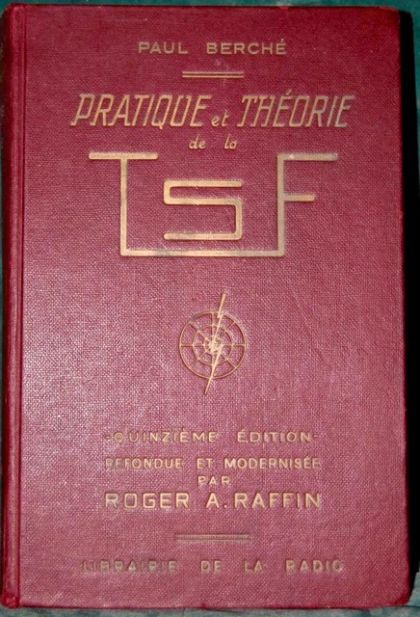 PAUL BERCHÉ
PRATIQUE et THÉORIE
de la
TSF
QUINZIÈME ÉDITION
REFONDUE ET MODERNISÉE
PAR
ROGER A. RAFFIN
LIBRAIRIE DE LA RADIO